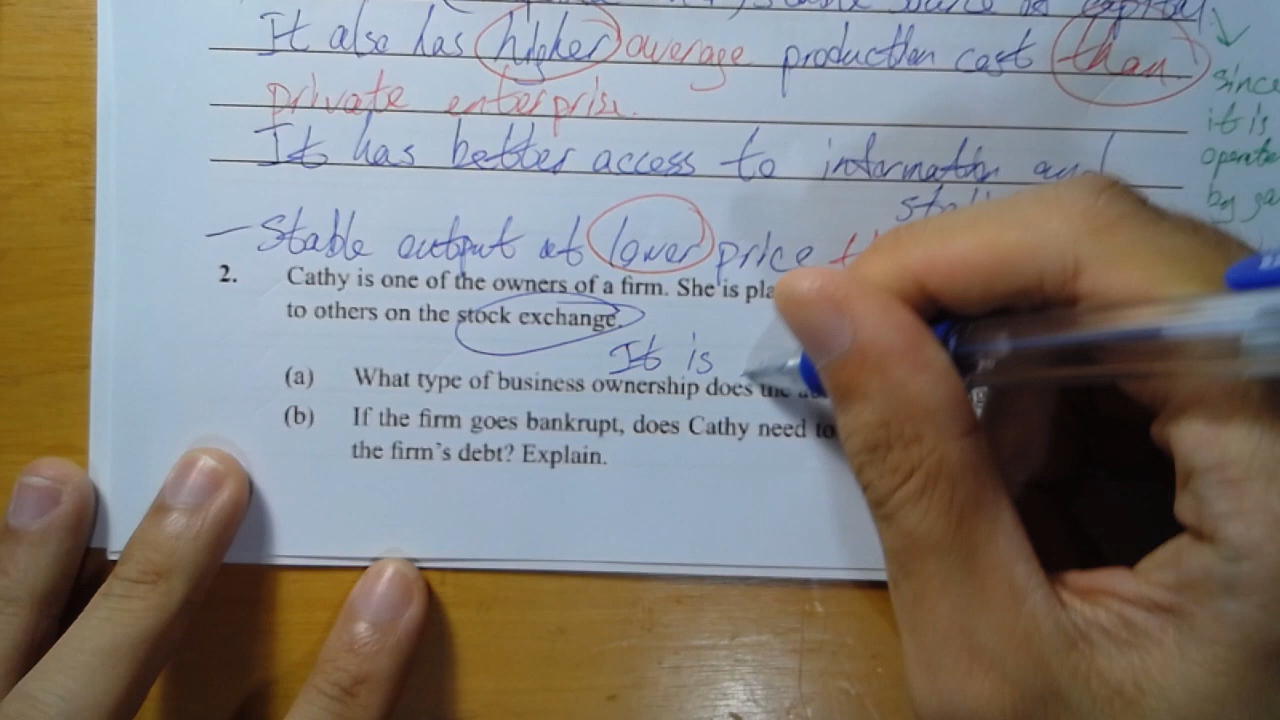 It also has higher average production cost than
private enterprise.
It has better access to information and
– Stable output at lower price
2. Cathy is one of the owners of a firm. She is
to others on the stock exchange.
It is
(a) What type of business ownership does the
(b) If the firm goes bankrupt, does Cathy need to
the firm's debt? Explain.
since
it is
by